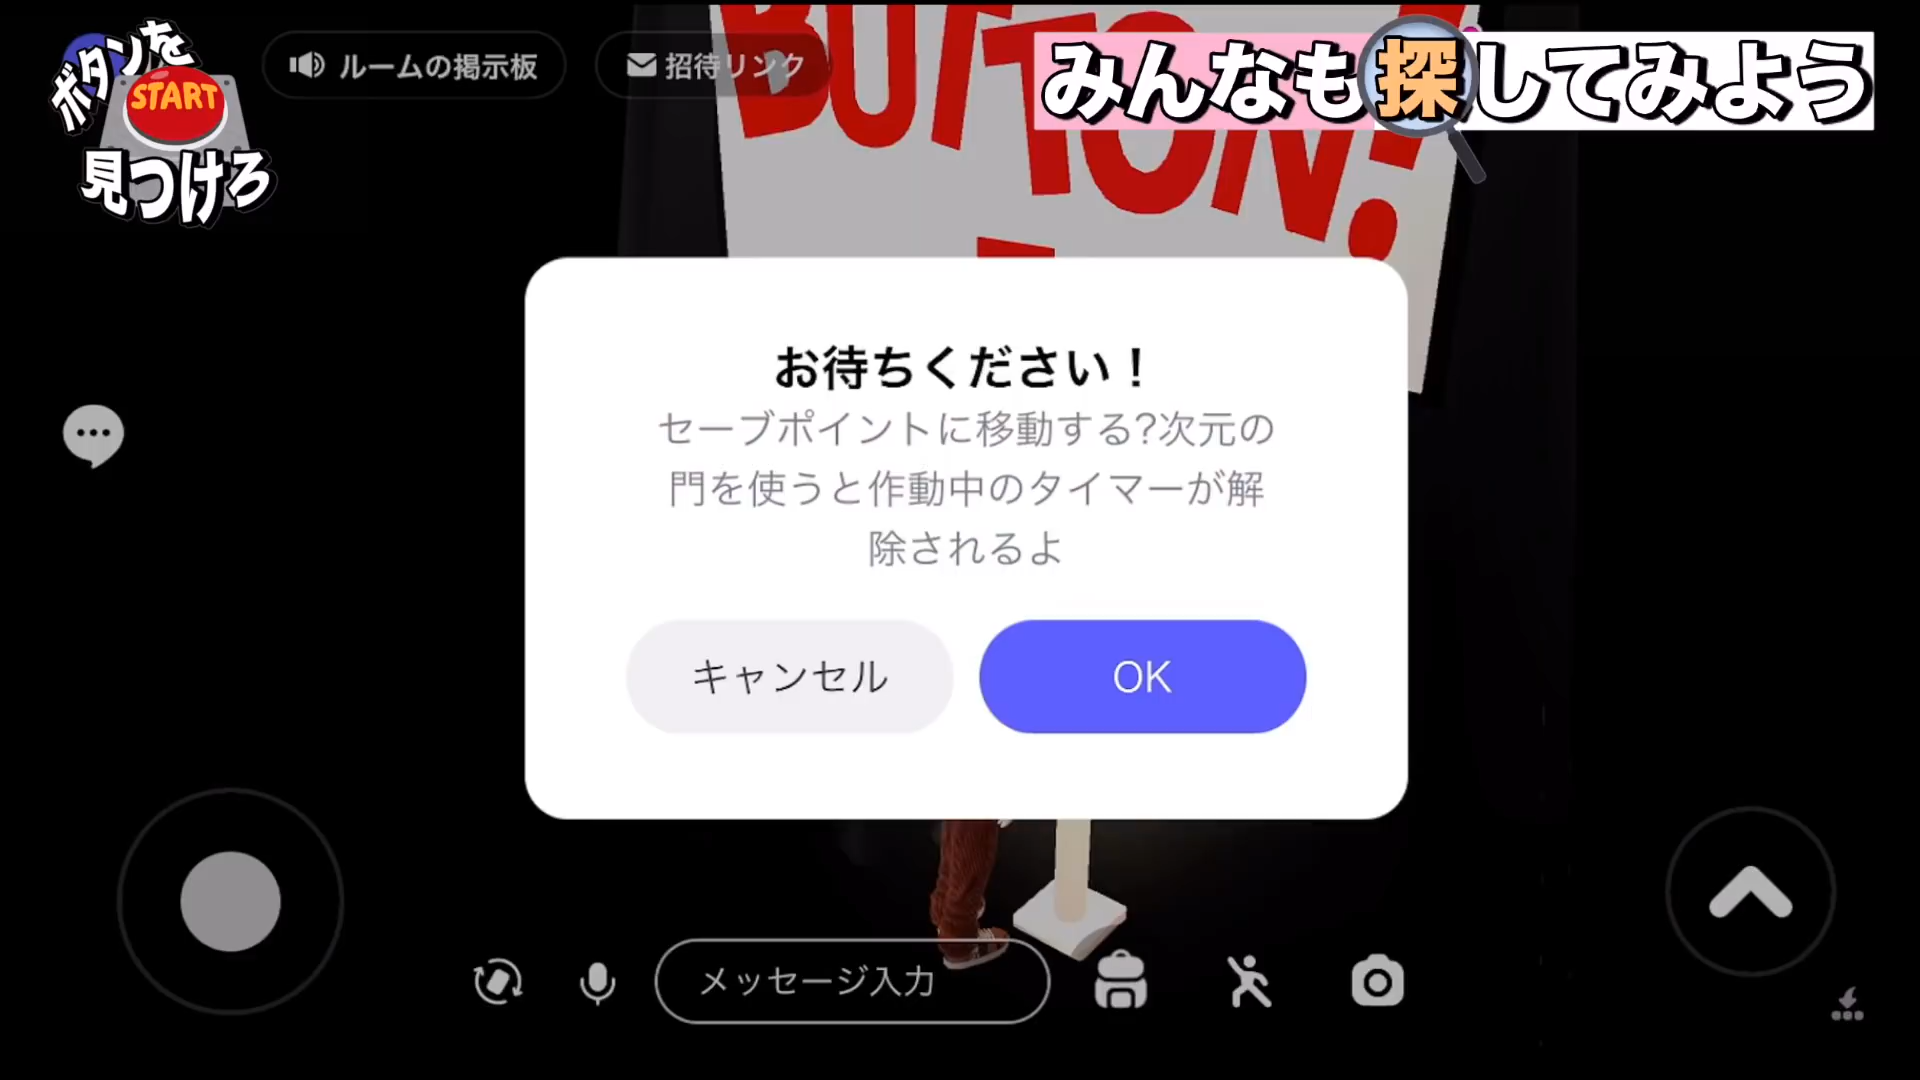 ボタンを
START
見つけろ
ルームの掲示板
招待リンク
BUTTON!
みんなも探してみよう
お待ちください！
セーブポイントに移動する?次元の
門を使うと作動中のタイマーが解
除されるよ
キャンセル
OK
メッセージ入力